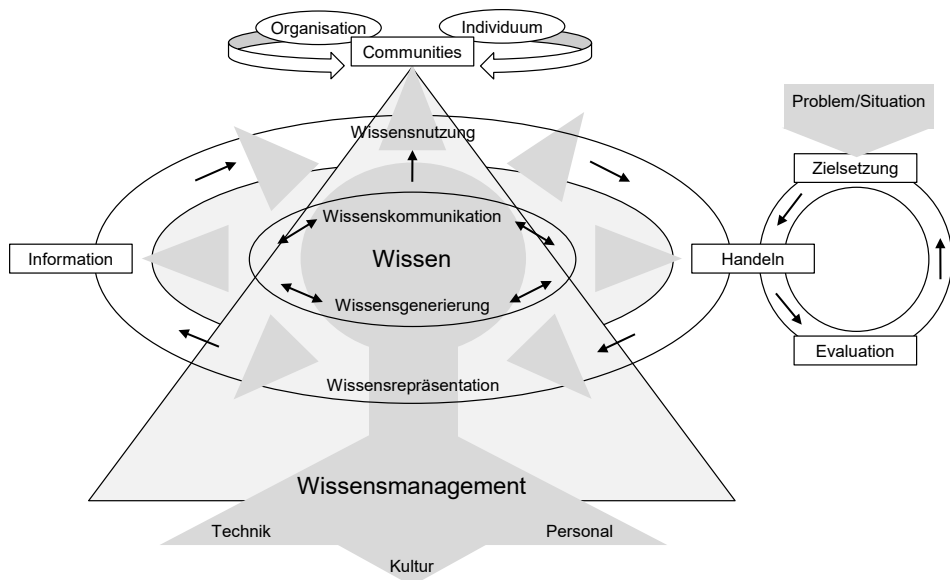 Organisation
Individuum
Communities
Problem/Situation
Wissensnutzung
Zielsetzung
Wissenskommunikation
Information
Wissen
Handeln
Wissensgenerierung
Evaluation
Wissensrepräsentation
Wissensmanagement
Technik
Personal
Kultur